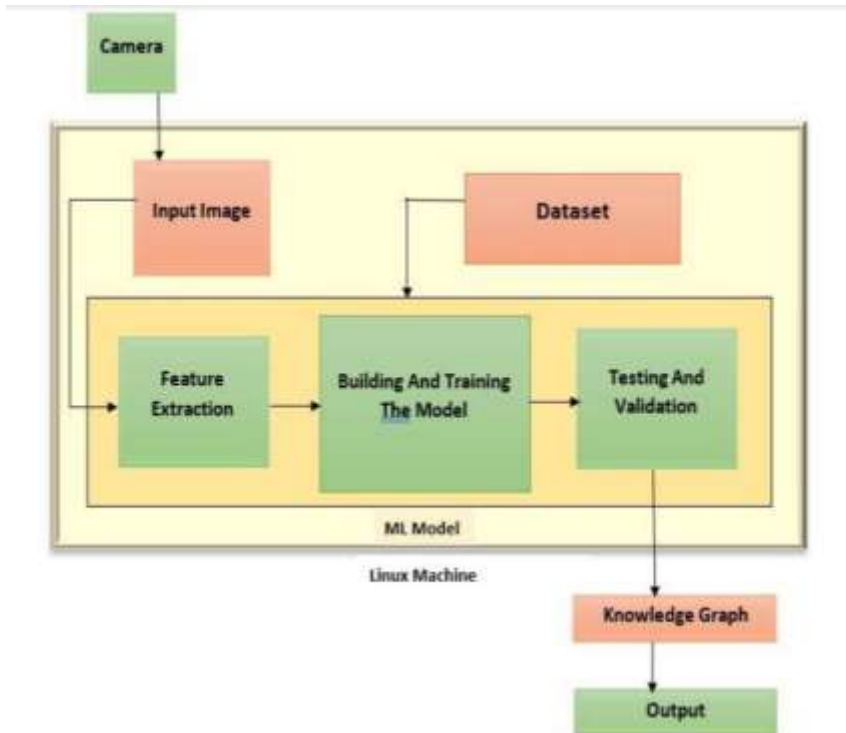 Camera
Input Image
Dataset
Feature
Extraction
Building And Training
The Model
Testing And
Validation
ML Model
Linux Machine
Knowledge Graph
Output